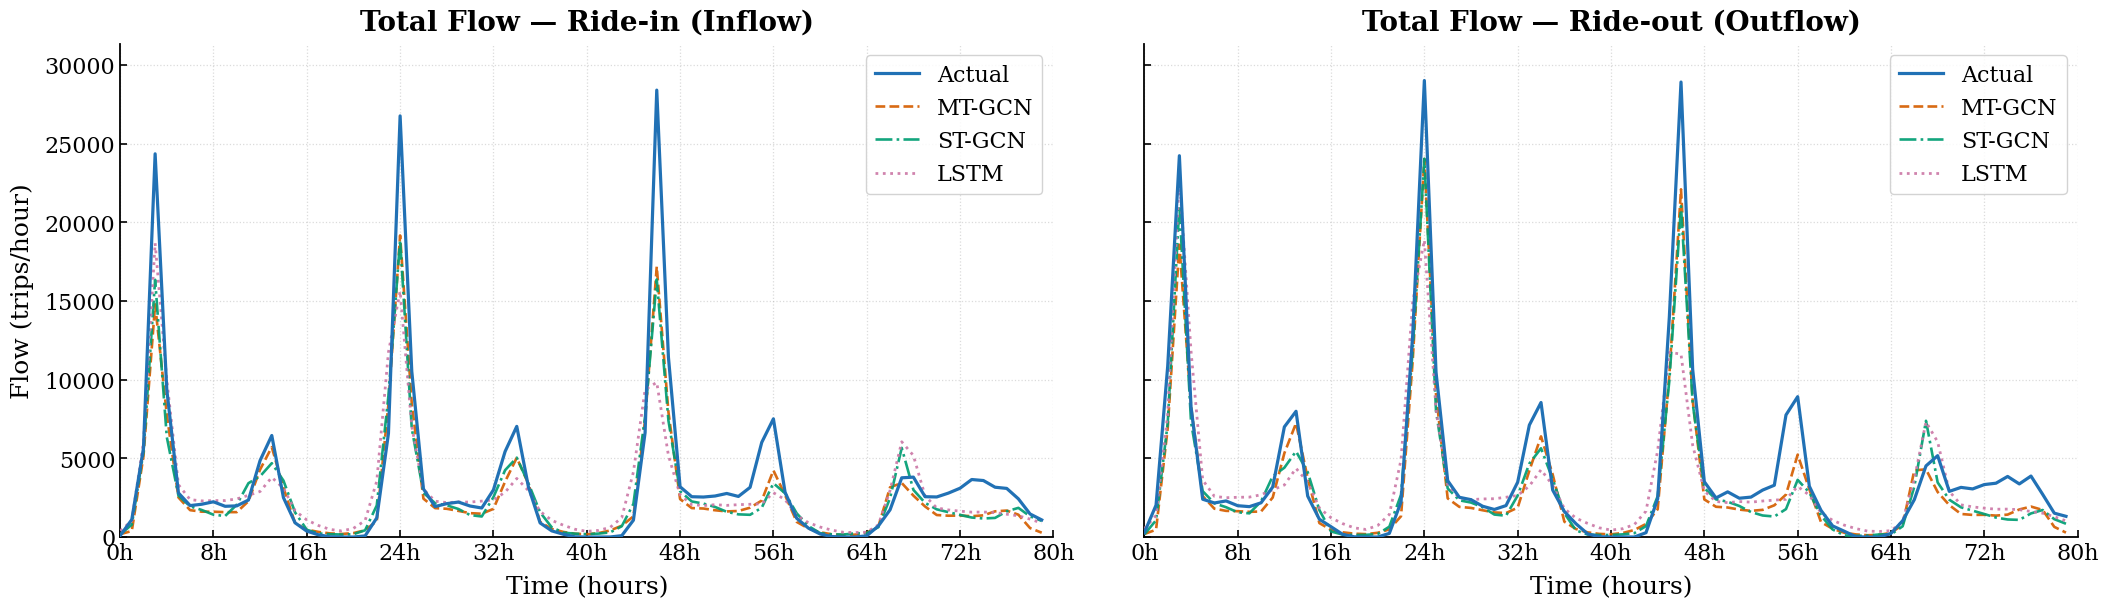 Total Flow — Ride-in (Inflow)
Flow (trips/hour)
30000
25000
20000
15000
10000
5000
0
Actual
MT-GCN
ST-GCN
LSTM
0h 8h 16h 24h 32h 40h 48h 56h 64h 72h 80h
Time (hours)
Total Flow — Ride-out (Outflow)
Actual
MT-GCN
ST-GCN
LSTM
0h 8h 16h 24h 32h 40h 48h 56h 64h 72h 80h
Time (hours)